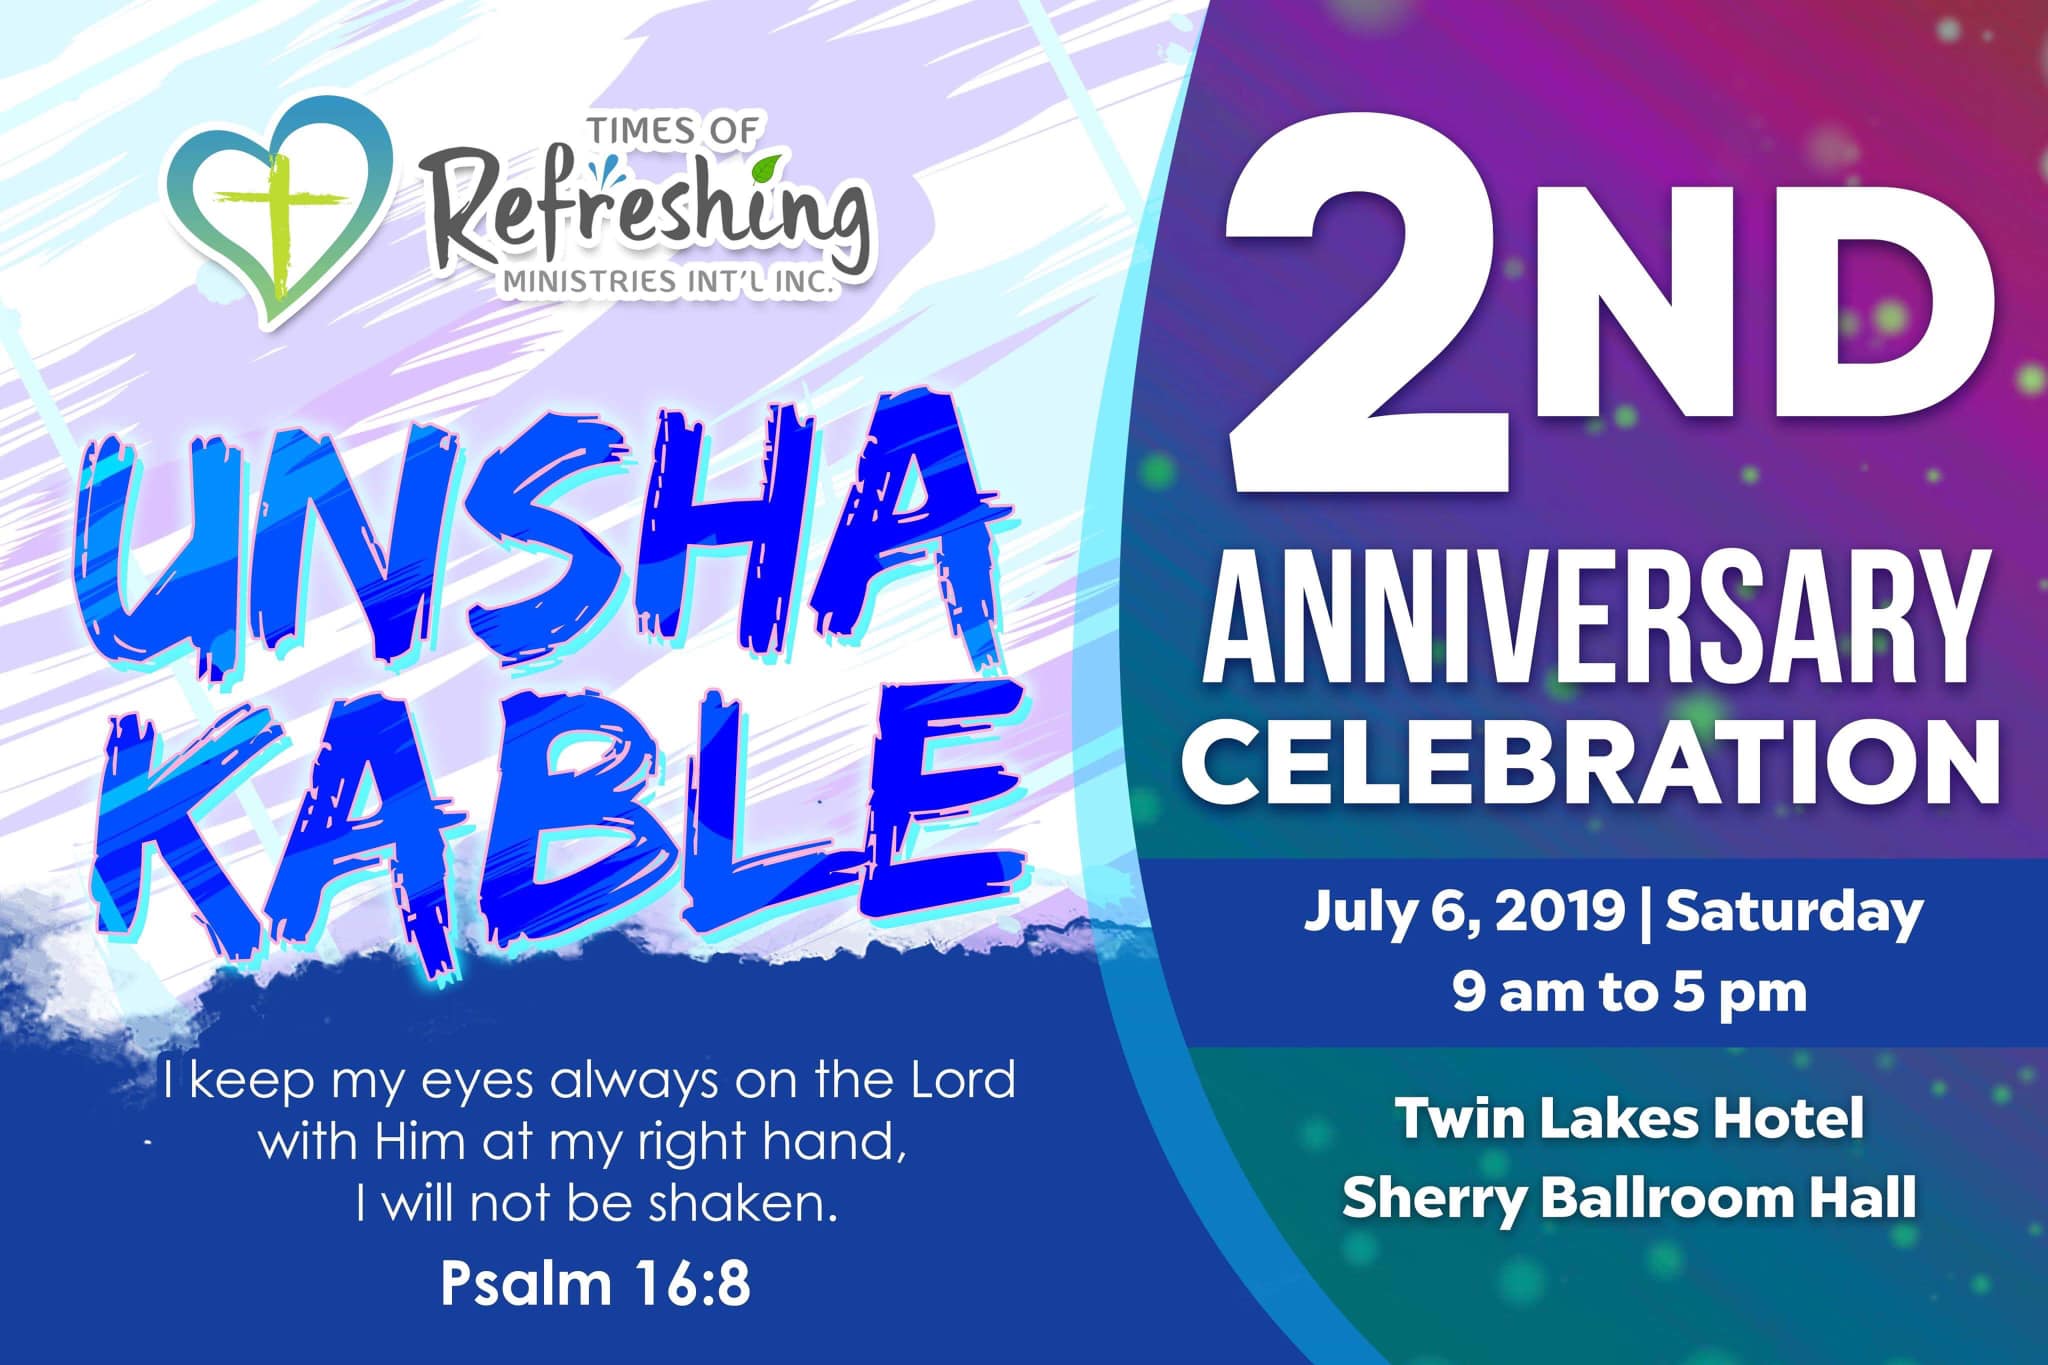 TIMES OF
Refreshing
MINISTRIES INT'L INC.
UNSHA
KABLE
I keep my eyes always on the Lord
with Him at my right hand,
I will not be shaken.
Psalm 16:8
2ND
ANNIVERSARY
CELEBRATION
July 6, 2019 | Saturday
9 am to 5 pm
Twin Lakes Hotel
Sherry Ballroom Hall